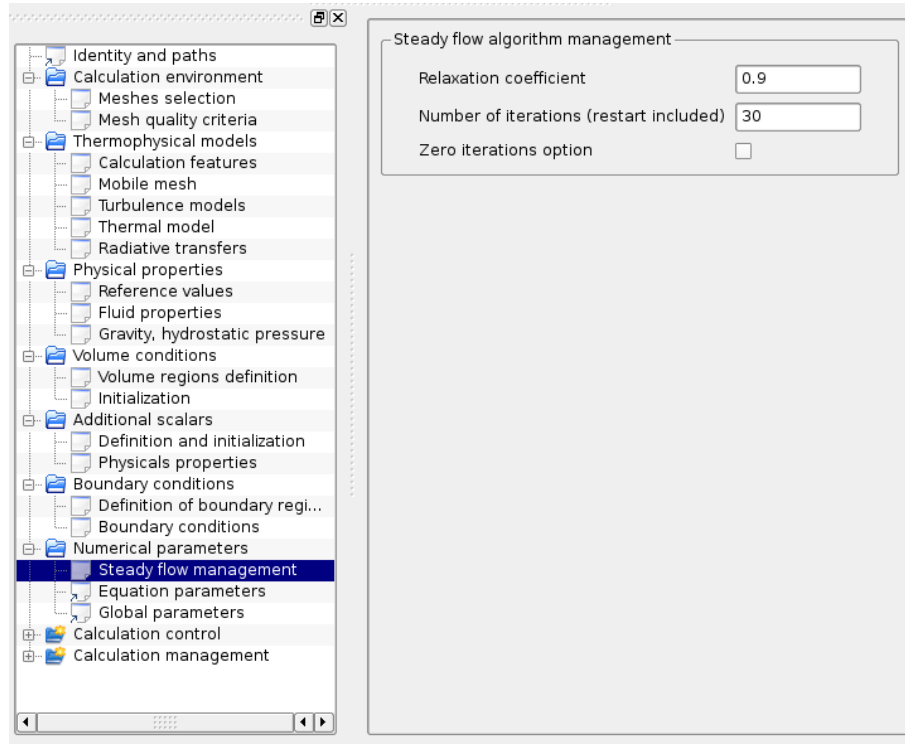 Identity and paths
Calculation environment
Meshes selection
Mesh quality criteria
Thermophysical models
Calculation features
Mobile mesh
Turbulence models
Thermal model
Radiative transfers
Physical properties
Reference values
Fluid properties
Gravity, hydrostatic pressure
Volume conditions
Volume regions definition
Initialization
Additional scalars
Definition and initialization
Physicals properties
Boundary conditions
Definition of boundary regi...
Boundary conditions
Numerical parameters
Steady flow management
Equation parameters
Global parameters
Calculation control
Calculation management
Steady flow algorithm management
Relaxation coefficient 0.9
Number of iterations (restart included) 30
Zero iterations option